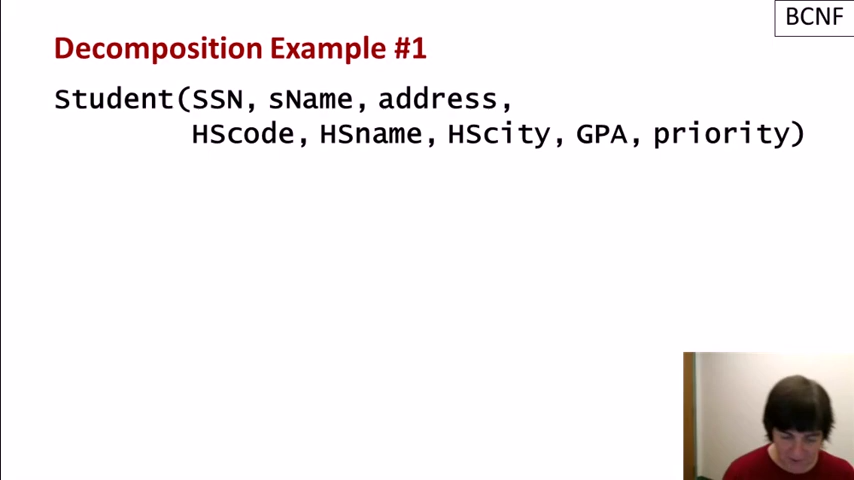 BCNF
Decomposition Example #1
Student(SSN, sName, address,
HScode, HSname, HScity, GPA, priority)